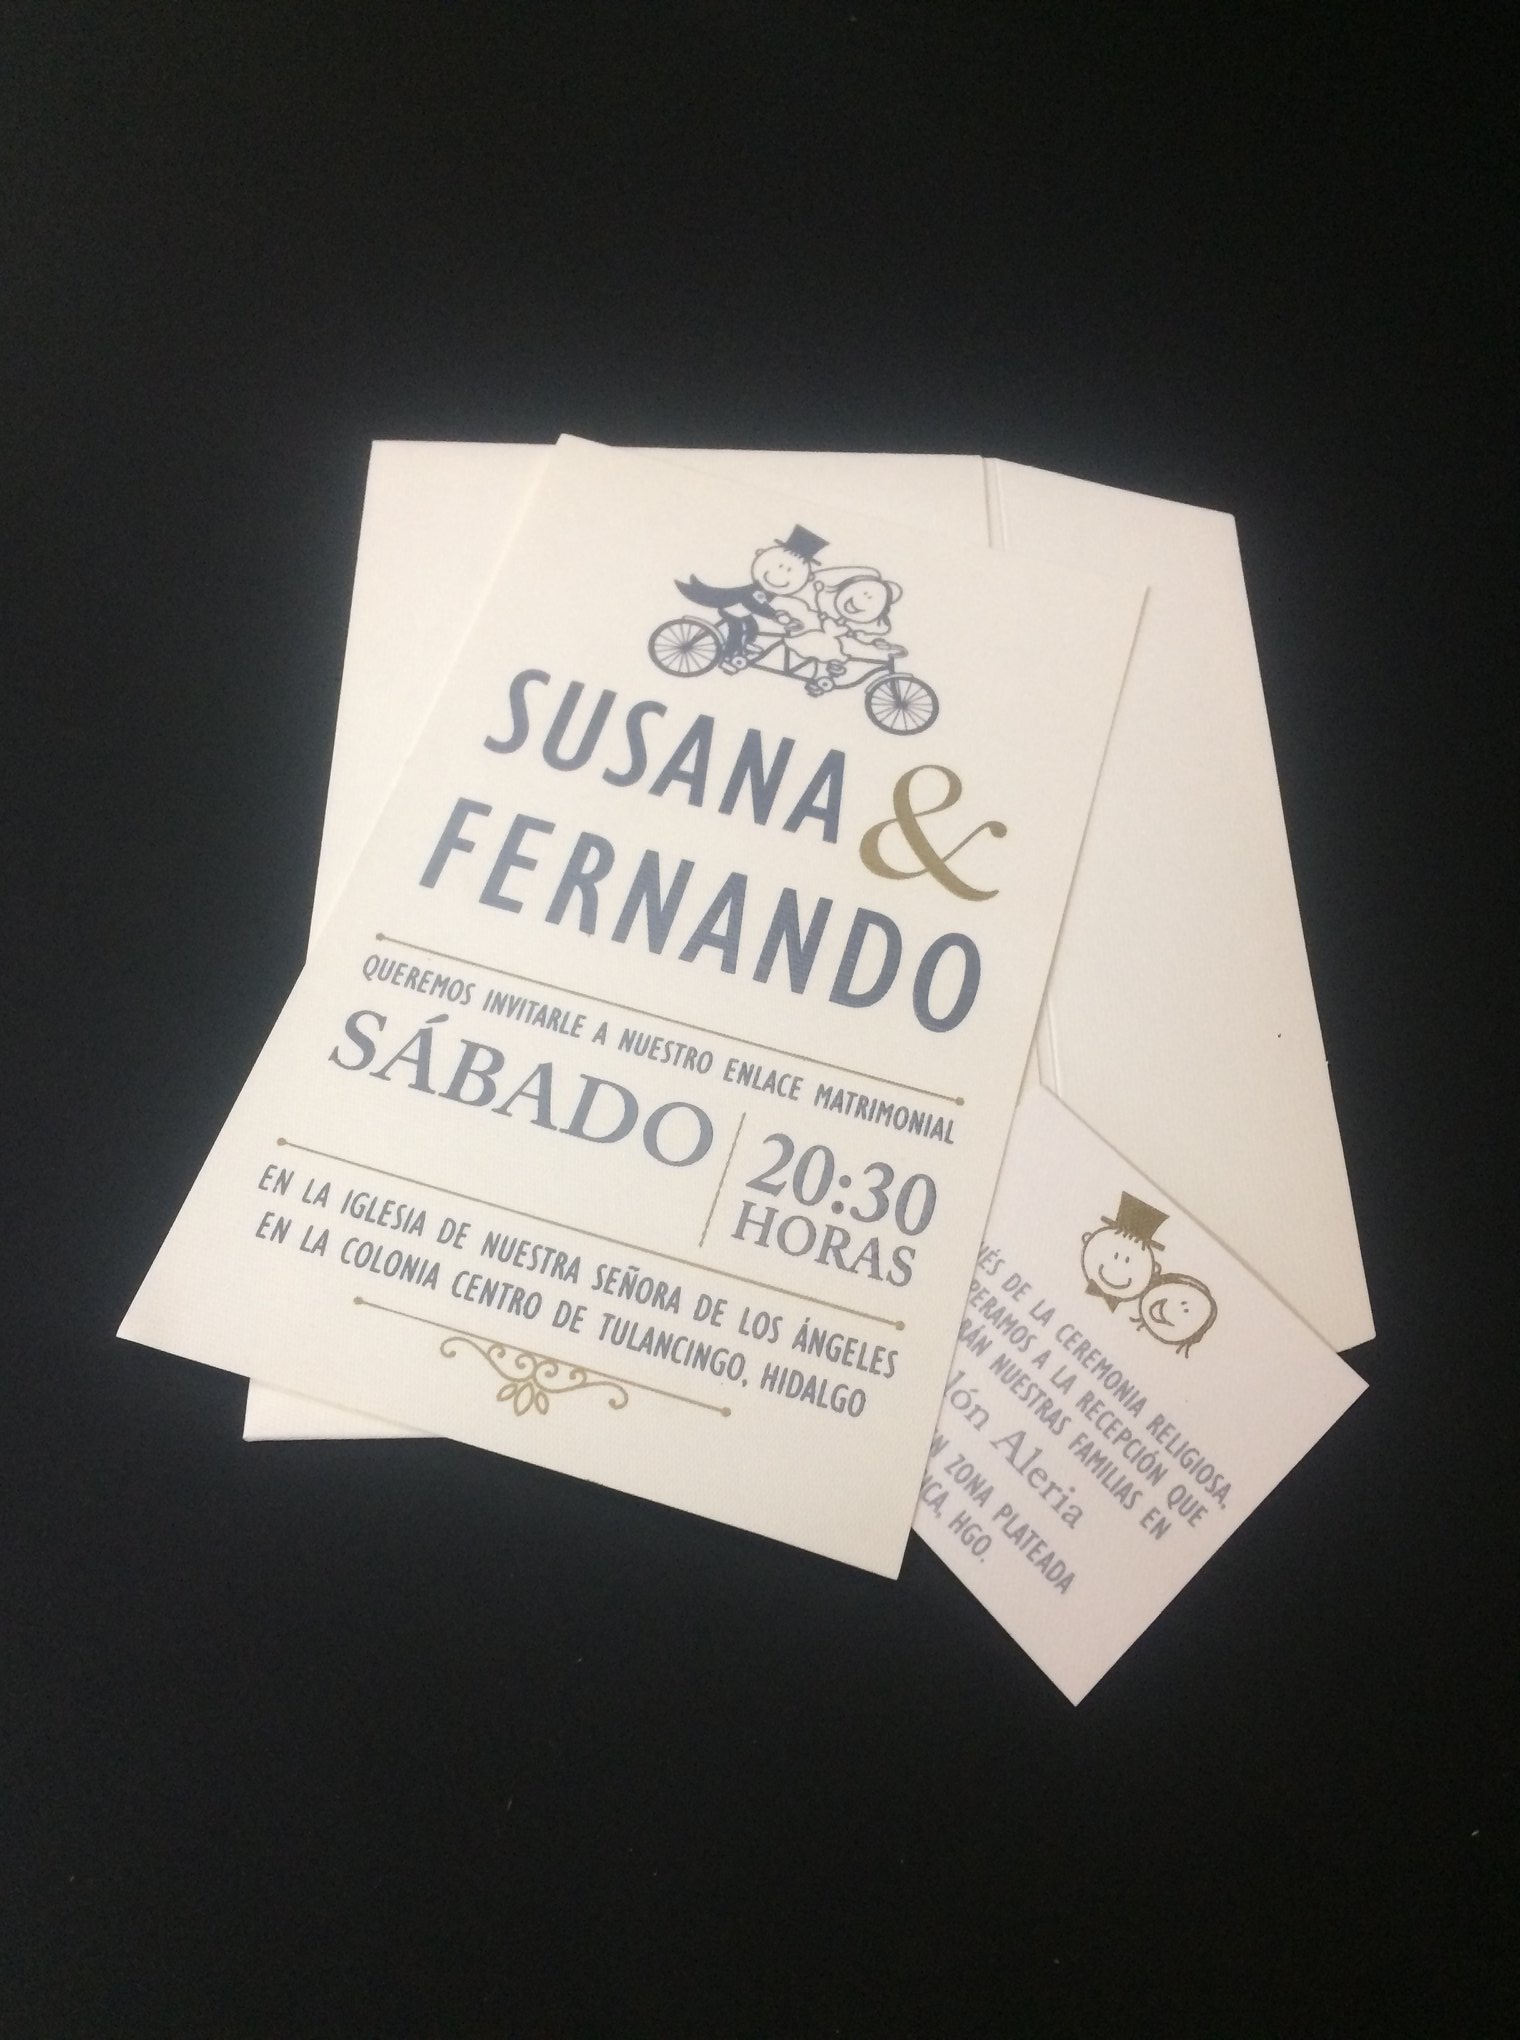 SUSANA &
FERNANDO
QUEREMOS INVITARLE A NUESTRO ENLACE MATRIMONIAL
SÁBADO
20:30
HORAS
EN LA IGLESIA DE NUESTRA SEÑORA DE LOS ÁNGELES
EN LA COLONIA CENTRO DE TULANCINGO, HIDALGO
DE LA CEREMONIA RELIGIOSA,
A LA RECEPCIÓN QUE
NUESTRAS FAMILIAS EN
Aleria
ZONA PLATEADA
HGO.